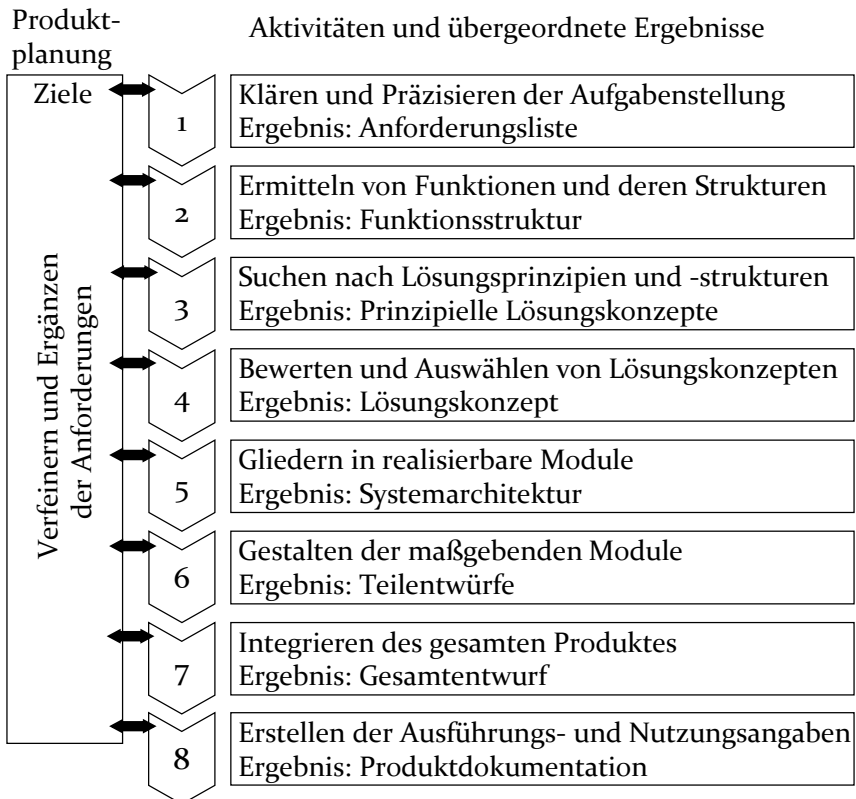 Produkt-
planung
Aktivitäten und übergeordnete Ergebnisse
Ziele
Verfeinern und Ergänzen
der Anforderungen
1
Klären und Präzisieren der Aufgabenstellung
Ergebnis: Anforderungsliste
2
Ermitteln von Funktionen und deren Strukturen
Ergebnis: Funktionsstruktur
3
Suchen nach Lösungsprinzipien und -strukturen
Ergebnis: Prinzipielle Lösungskonzepte
4
Bewerten und Auswählen von Lösungskonzepten
Ergebnis: Lösungskonzept
5
Gliedern in realisierbare Module
Ergebnis: Systemarchitektur
6
Gestalten der maßgebenden Module
Ergebnis: Teilentwürfe
7
Integrieren des gesamten Produktes
Ergebnis: Gesamtentwurf
8
Erstellen der Ausführungs- und Nutzungsangaben
Ergebnis: Produktdokumentation